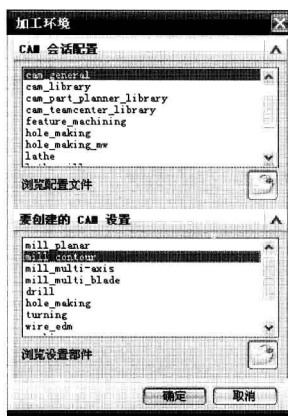 加工环境
CAM 会话配置
cam_general
cam_library
cam_part_planner_library
cam_teamcenter_library
feature_machining
hole_making
hole_making_mw
lathe
浏览配置文件
要创建的 CAM 设置
mill_planar
mill_contour
mill_multi-axis
mill_multi_blade
drill
hole_making
turning
wire_edm
浏览设置部件
确定
取消